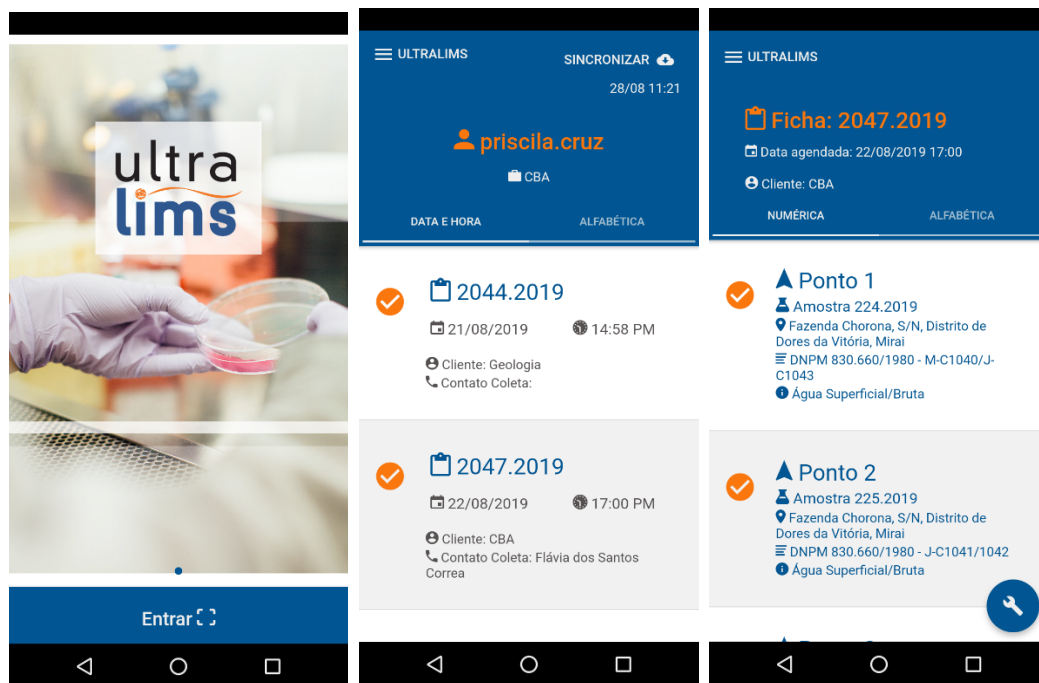 ultra
lims
Entrar
ULTRALIMS
SINCRONIZAR
28/08 11:21
priscila.cruz
CBA
DATA E HORA
ALFABÉTICA
2044.2019
21/08/2019
14:58 PM
Cliente: Geologia
Contato Coleta:
2047.2019
22/08/2019
17:00 PM
Cliente: CBA
Contato Coleta: Flávia dos Santos
Correa
ULTRALIMS
Ficha: 2047.2019
Data agendada: 22/08/2019 17:00
Cliente: CBA
NUMÉRICA
ALFABÉTICA
Ponto 1
Amostra 224.2019
Fazenda Chorona, S/N, Distrito de
Dores da Vitória, Mirai
DNPM 830.660/1980 - M-C1040/J-
C1043
Água Superficial/Bruta
Ponto 2
Amostra 225.2019
Fazenda Chorona, S/N, Distrito de
Dores da Vitória, Mirai
DNPM 830.660/1980 - J-C1041/1042
Água Superficial/Bruta